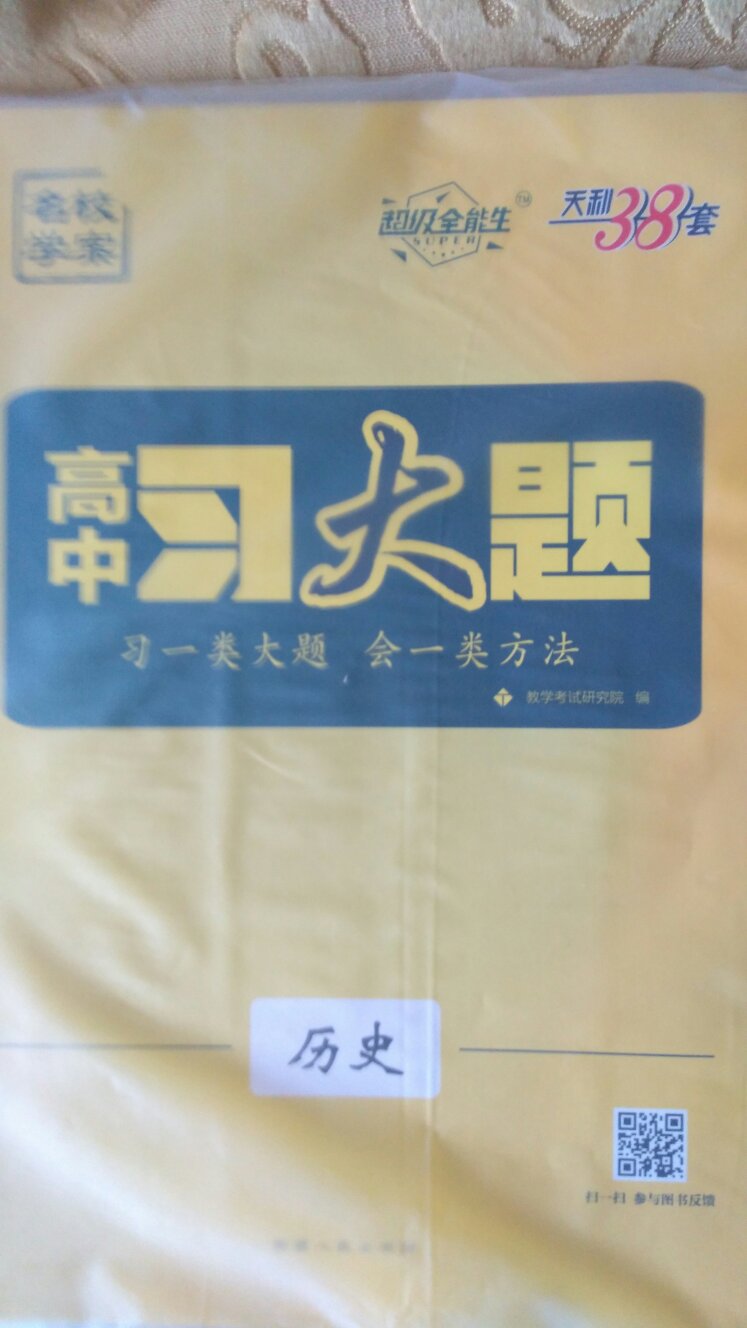 名校
学案
超级全能生 TM
SUPER
天利38套
高中 习大题
习一类大题 会一类方法
教学考试研究院 编
历史
扫一扫 参与图书反馈